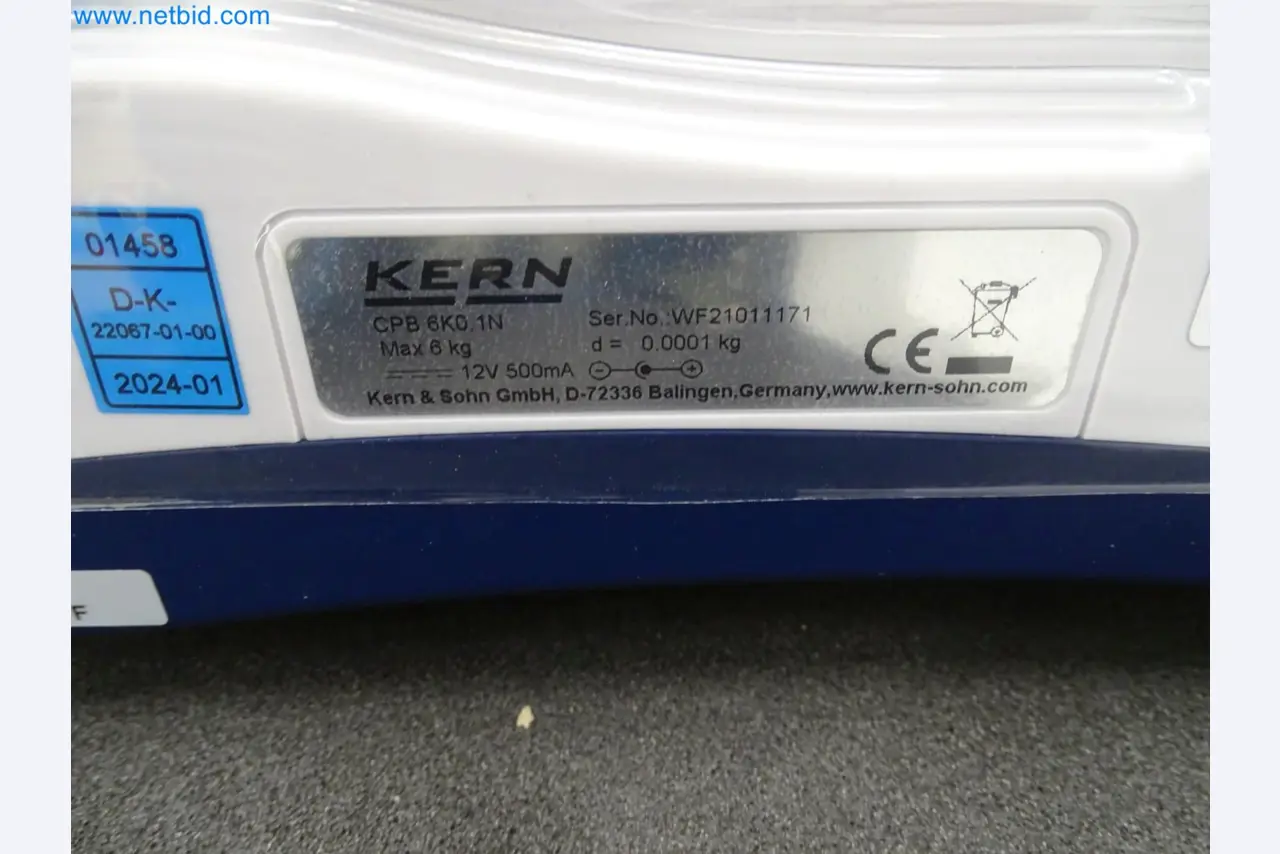 www.netbid.com
01458
D-K-
22067-01-00
2024-01
KERN
CPB 6K0.1N
Ser.No.:WF21011171
Max 6 kg
d = 0.0001 kg
12V 500mA
Kern & Sohn GmbH, D-72336 Balingen,Germany,www.kern-sohn.com
CE
F